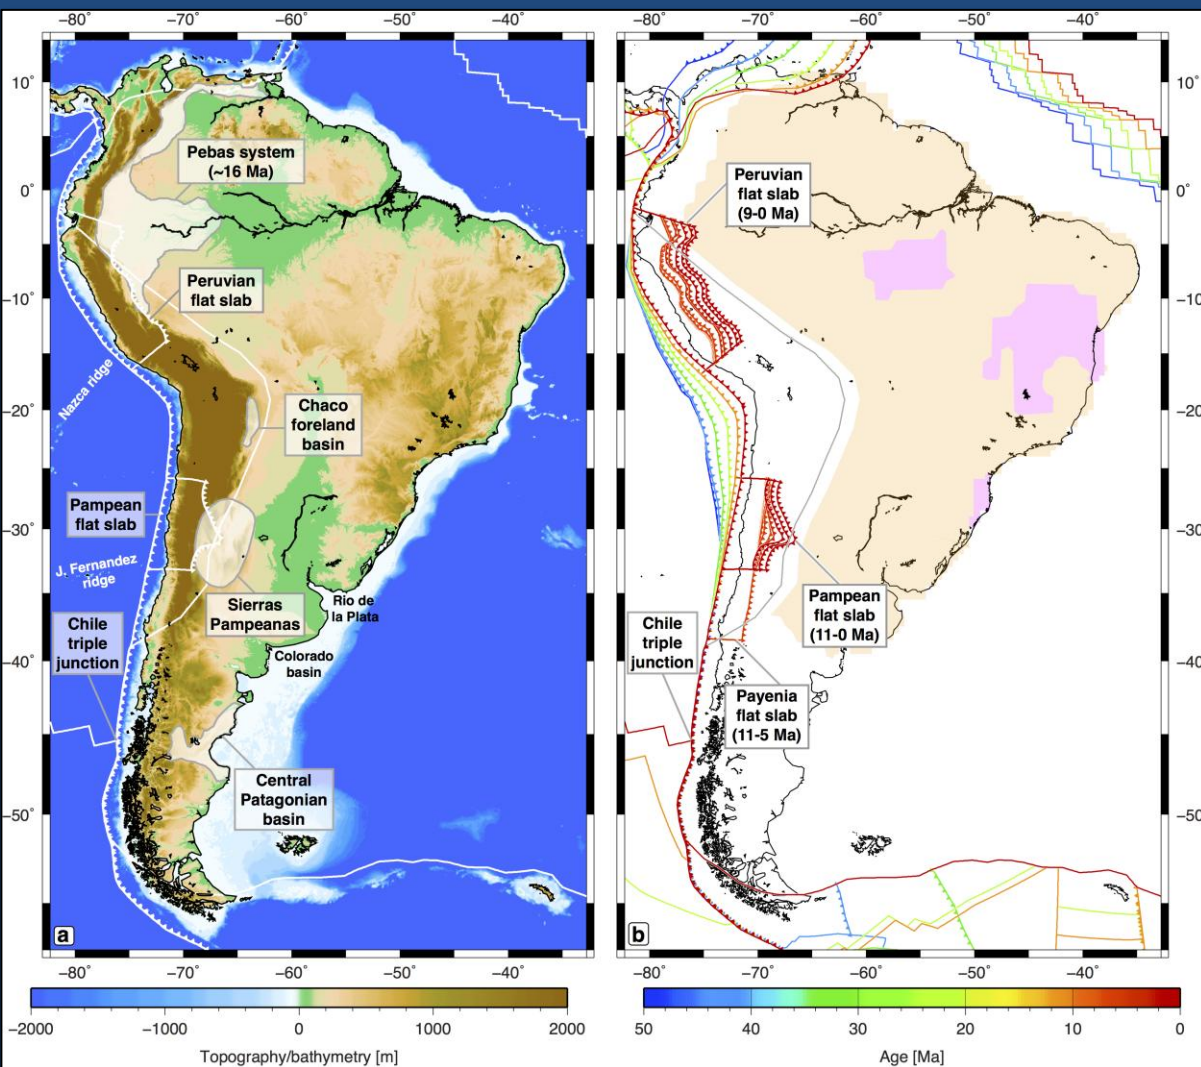 −80° −70° −60° −50° −40°
10°
0°
−10°
−20°
−30°
−40°
−50°
Pebas system
(~16 Ma)
Peruvian
flat slab
Nazca ridge
Chaco
foreland
basin
Pampean
flat slab
J. Fernandez
ridge
Sierras
Pampeanas
Rio de
la Plata
Chile
triple
junction
Colorado
basin
Central
Patagonian
basin
a
−80° −70° −60° −50° −40°
−2000 −1000 0 1000 2000
Topography/bathymetry [m]
−80° −70° −60° −50° −40°
10°
0°
−10
−20
−30
−40
−50
Peruvian
flat slab
(9-0 Ma)
Pampean
flat slab
(11-0 Ma)
Chile
triple
junction
Payenia
flat slab
(11-5 Ma)
b
−80° −70° −60° −50° −40°
50 40 30 20 10 0
Age [Ma]